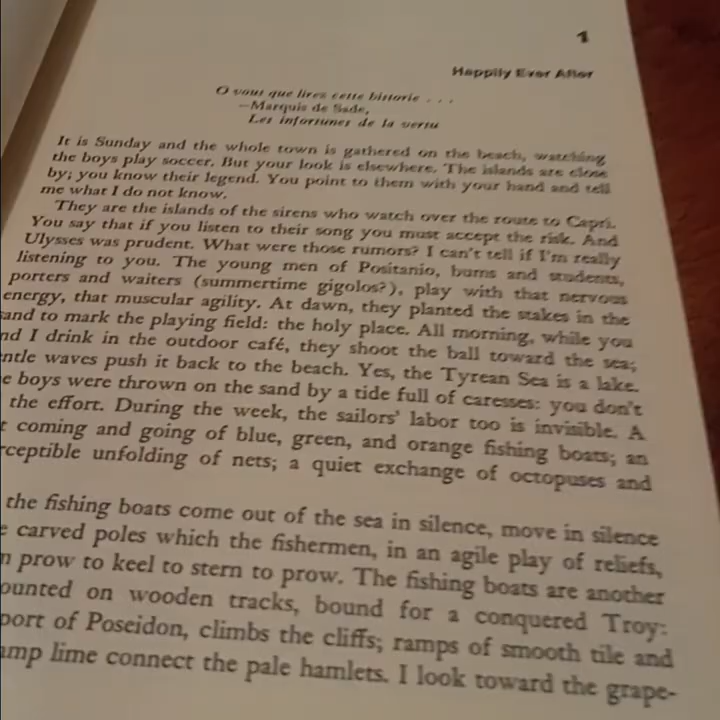 1
Happily Ever After
O vous que lires cette historie . . .
—Marquis de Sade,
Les infortunes de la vertu
It is Sunday and the whole town is gathered on the beach, watching
the boys play soccer. But your look is elsewhere. The islands are close
by; you know their legend. You point to them with your hand and tell
me what I do not know.
They are the islands of the sirens who watch over the route to Capri.
You say that if you listen to their song you must accept the risk. And
Ulysses was prudent. What were those rumors? I can't tell if I'm really
listening to you. The young men of Positanio, bums and students,
porters and waiters (summertime gigolos?), play with that nervous
energy, that muscular agility. At dawn, they planted the stakes in the
sand to mark the playing field: the holy place. All morning, while you
nd I drink in the outdoor café, they shoot the ball toward the sea;
entle waves push it back to the beach. Yes, the Tyrean Sea is a lake.
e boys were thrown on the sand by a tide full of caresses: you don't
the effort. During the week, the sailors' labor too is invisible. A
t coming and going of blue, green, and orange fishing boats; an
rceptible unfolding of nets; a quiet exchange of octopuses and
the fishing boats come out of the sea in silence, move in silence
e carved poles which the fishermen, in an agile play of reliefs,
n prow to keel to stern to prow. The fishing boats are another
ounted on wooden tracks, bound for a conquered Troy:
port of Poseidon, climbs the cliffs; ramps of smooth tile and
amp lime connect the pale hamlets. I look toward the grape-